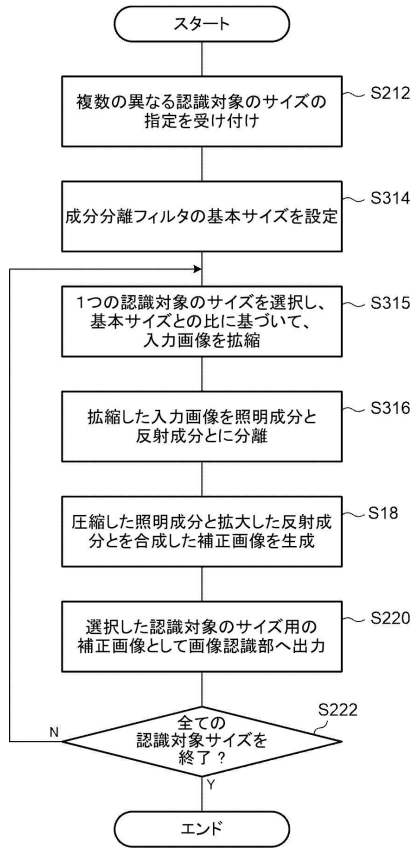 スタート
複数の異なる認識対象のサイズの
指定を受け付け
S212
成分分離フィルタの基本サイズを設定
S314
1つの認識対象のサイズを選択し、
基本サイズとの比に基づいて、
入力画像を拡縮
S315
拡縮した入力画像を照明成分と
反射成分とに分離
S316
圧縮した照明成分と拡大した反射成
分とを合成した補正画像を生成
S18
選択した認識対象のサイズ用の
補正画像として画像認識部へ出力
S220
全ての
認識対象サイズを
終了?
S222
N
Y
エンド